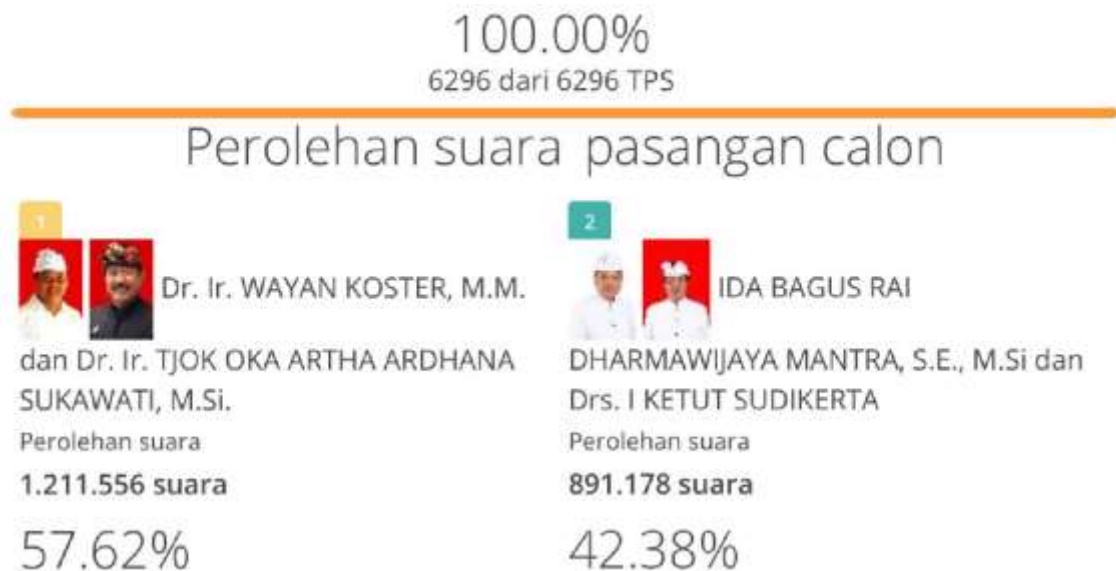 100.00%
6296 dari 6296 TPS
Perolehan suara pasangan calon
1
Dr. Ir. WAYAN KOSTER, M.M.
dan Dr. Ir. TJOK OKA ARTHA ARDHANA
SUKAWATI, M.Si.
Perolehan suara
1.211.556 suara
57.62%
2
IDA BAGUS RAI
DHARMAWIJAYA MANTRA, S.E., M.Si dan
Drs. I KETUT SUDIKERTA
Perolehan suara
891.178 suara
42.38%